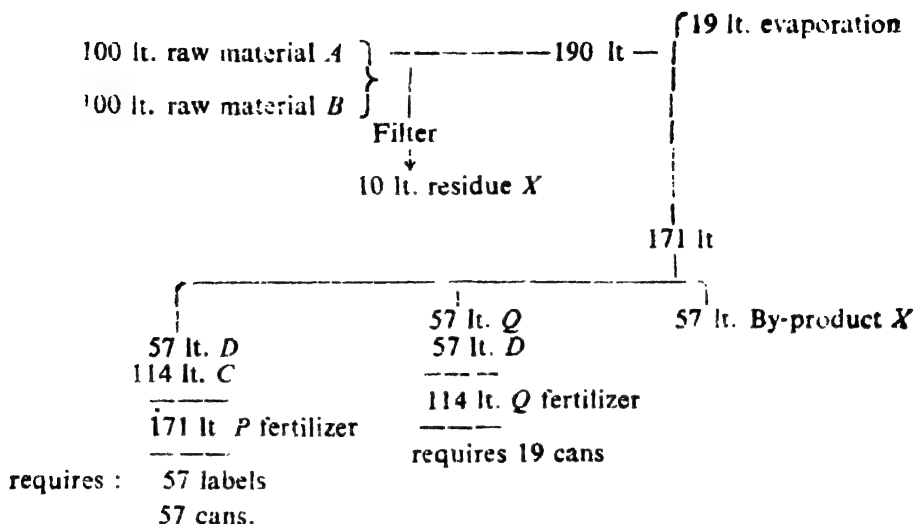 19 lt. evaporation
100 lt. raw material A
190 lt
100 lt. raw material B
Filter
10 lt. residue X
171 lt
57 lt. D
114 lt. C
171 lt P fertilizer
requires : 57 labels
57 cans.
57 lt. Q
57 lt. D
114 lt. Q fertilizer
requires 19 cans
57 lt. By-product X